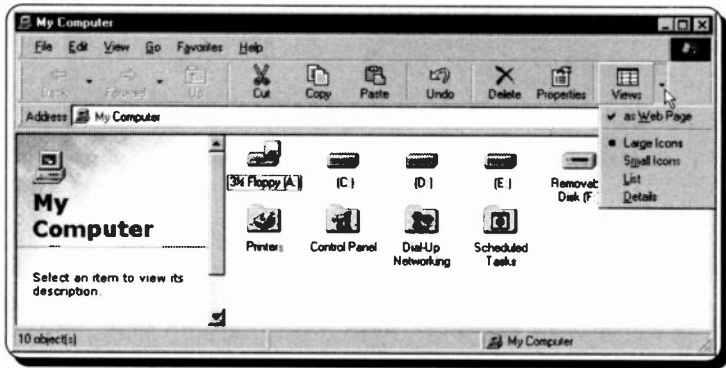 My Computer
File Edit View Go Favorites Help
Back Forward Up Cut Copy Paste Undo Delete Properties Views
Address My Computer
as Web Page
Large Icons
Small Icons
List
Details
3½ Floppy (A:) (C:) (D:) (E:) Removab
Disk (F
Printers Control Panel Dial-Up Networking Scheduled Tasks
My
Computer
Select an item to view its
description.
10 object(s) My Computer